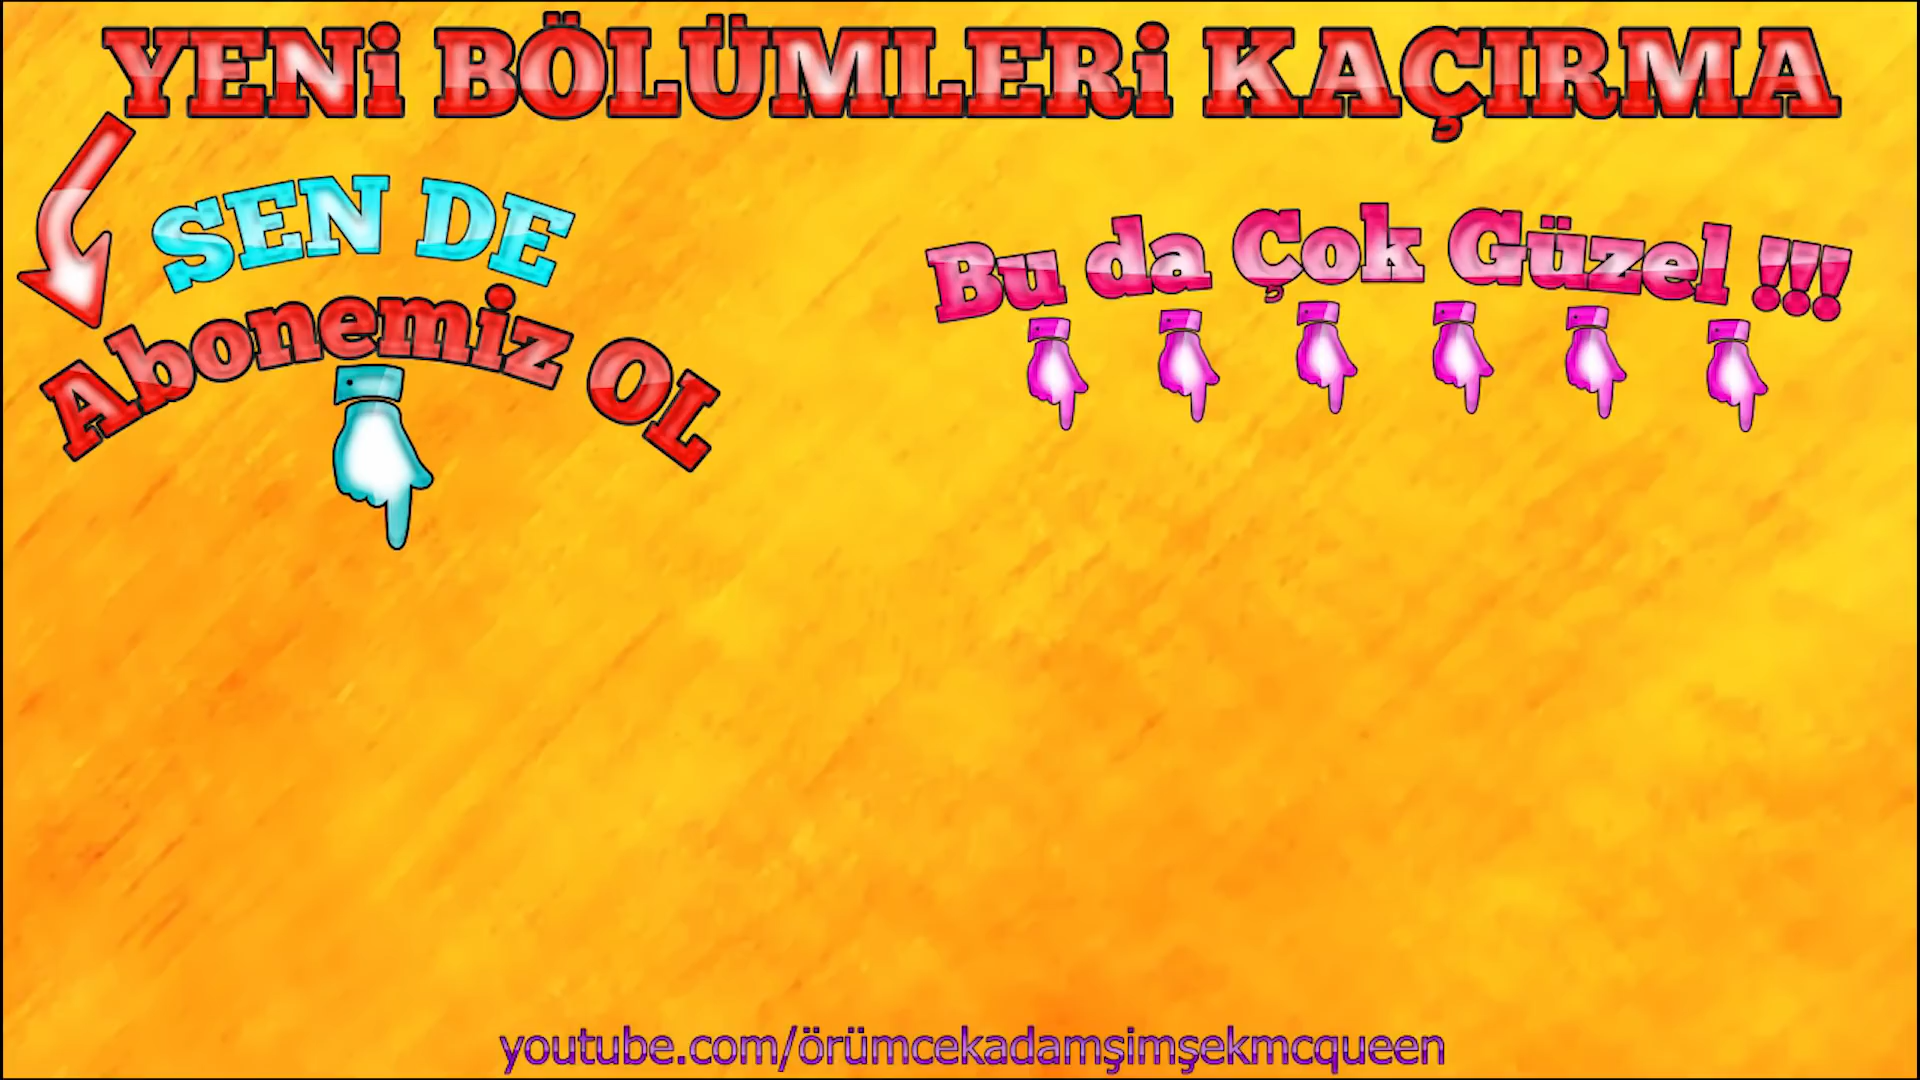 YENi BÖLÜMLERi KAÇIRMA
SEN DE
Abonemiz OL
Bu da Çok Güzel !!!
youtube.com/örümcekadamşimşekmcqueen